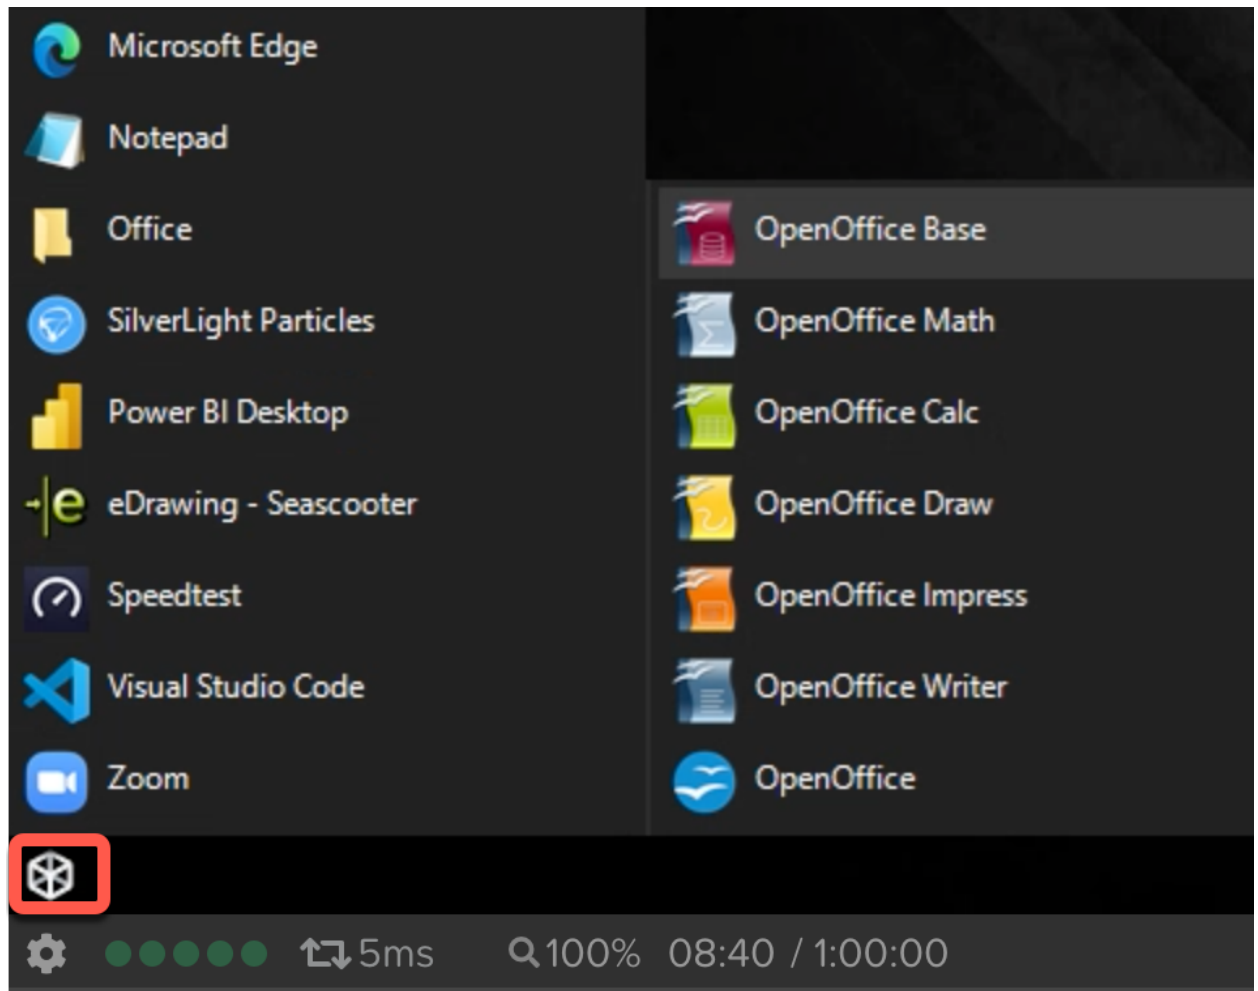 Microsoft Edge
Notepad
Office
SilverLight Particles
Power BI Desktop
eDrawing - Seascooter
Speedtest
Visual Studio Code
Zoom
OpenOffice Base
OpenOffice Math
OpenOffice Calc
OpenOffice Draw
OpenOffice Impress
OpenOffice Writer
OpenOffice
5ms 100% 08:40 / 1:00:00